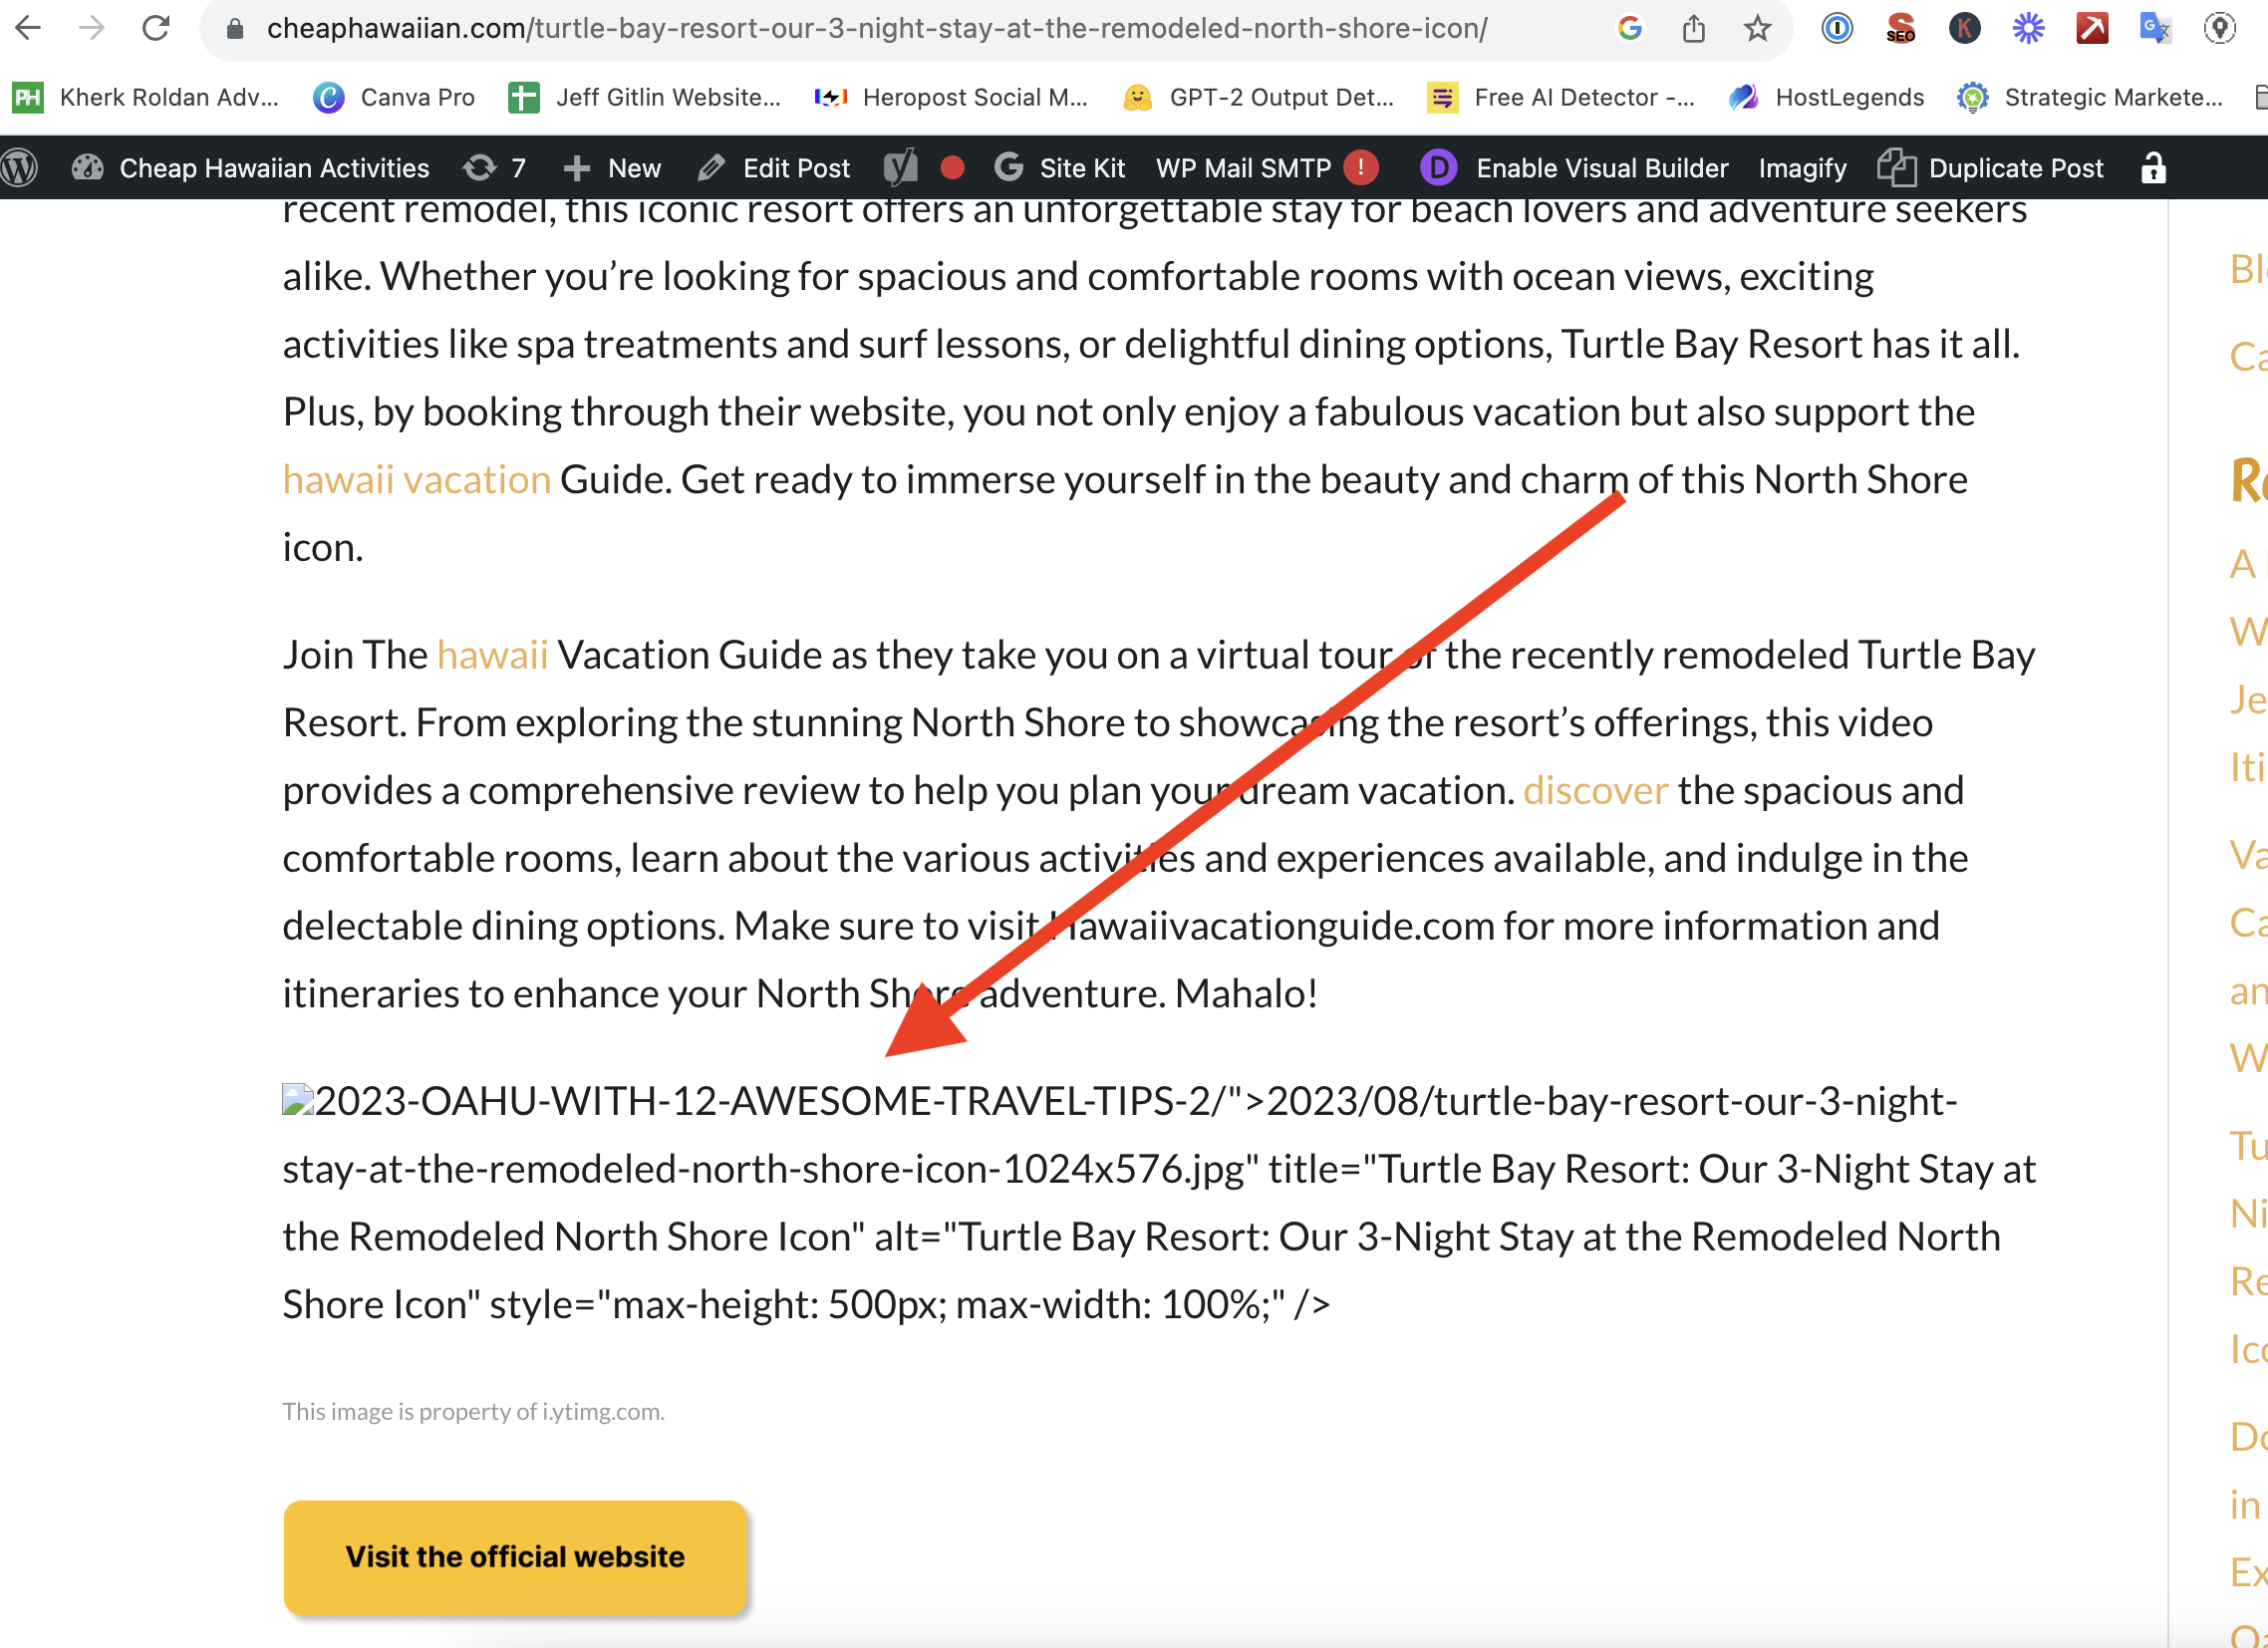 cheaphawaiian.com/turtle-bay-resort-our-3-night-stay-at-the-remodeled-north-shore-icon/
SEO
K
PH Kherk Roldan Adv... Canva Pro Jeff Gitlin Website... Heropost Social M... GPT-2 Output Det... Free AI Detector -... HostLegends Strategic Markete...
Cheap Hawaiian Activities 7 New Edit Post Site Kit WP Mail SMTP ! D Enable Visual Builder Imagify Duplicate Post
recent remodel, this iconic resort offers an unforgettable stay for beach lovers and adventure seekers
alike. Whether you’re looking for spacious and comfortable rooms with ocean views, exciting
activities like spa treatments and surf lessons, or delightful dining options, Turtle Bay Resort has it all.
Plus, by booking through their website, you not only enjoy a fabulous vacation but also support the
hawaii vacation Guide. Get ready to immerse yourself in the beauty and charm of this North Shore
icon.
Join The hawaii Vacation Guide as they take you on a virtual tour of the recently remodeled Turtle Bay
Resort. From exploring the stunning North Shore to showcasing the resort’s offerings, this video
provides a comprehensive review to help you plan your dream vacation. discover the spacious and
comfortable rooms, learn about the various activities and experiences available, and indulge in the
delectable dining options. Make sure to visit Hawaiivacationguide.com for more information and
itineraries to enhance your North Shore adventure. Mahalo!
2023-OAHU-WITH-12-AWESOME-TRAVEL-TIPS-2/">2023/08/turtle-bay-resort-our-3-night-
stay-at-the-remodeled-north-shore-icon-1024x576.jpg" title="Turtle Bay Resort: Our 3-Night Stay at
the Remodeled North Shore Icon" alt="Turtle Bay Resort: Our 3-Night Stay at the Remodeled North
Shore Icon" style="max-height: 500px; max-width: 100%;" />
This image is property of i.ytimg.com.
Visit the official website
A
in